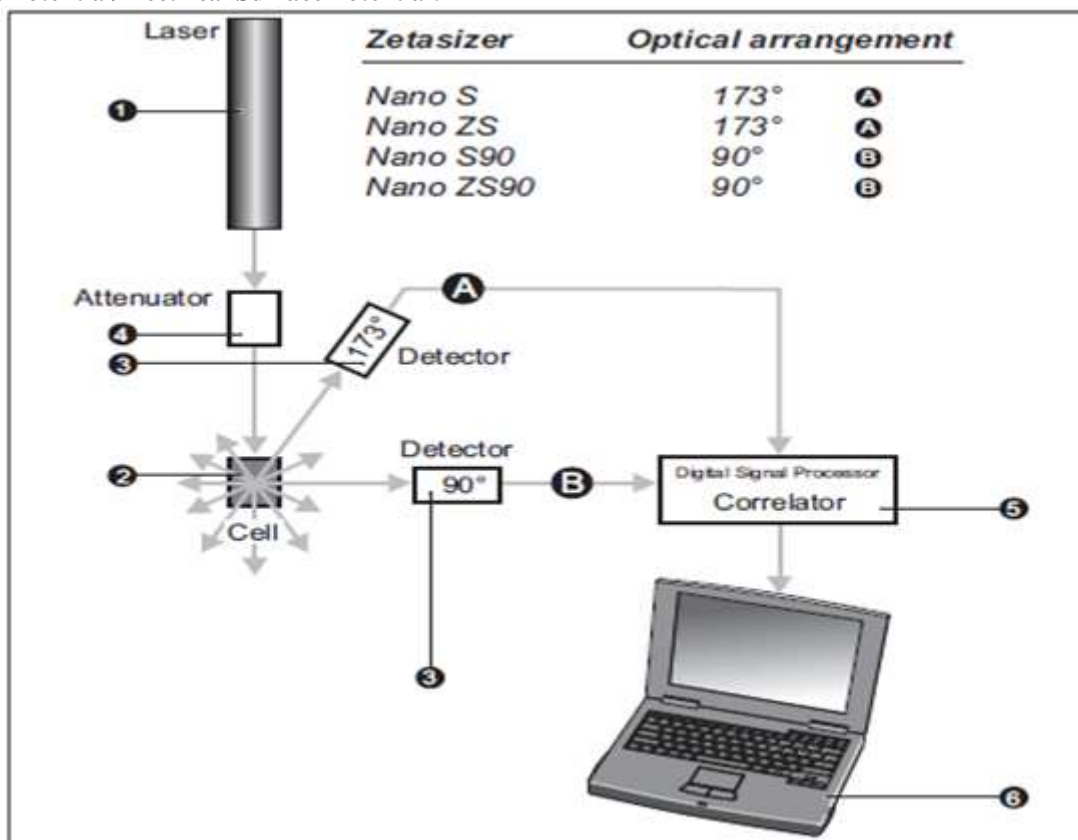 Laser
Zetasizer Optical arrangement
Nano S 173° A
Nano ZS 173° A
Nano S90 90° B
Nano ZS90 90° B
1
A
Attenuator
4
173°
3
Detector
Detector
2
90°
B
Digital Signal Processor
Correlator
5
Cell
3
6